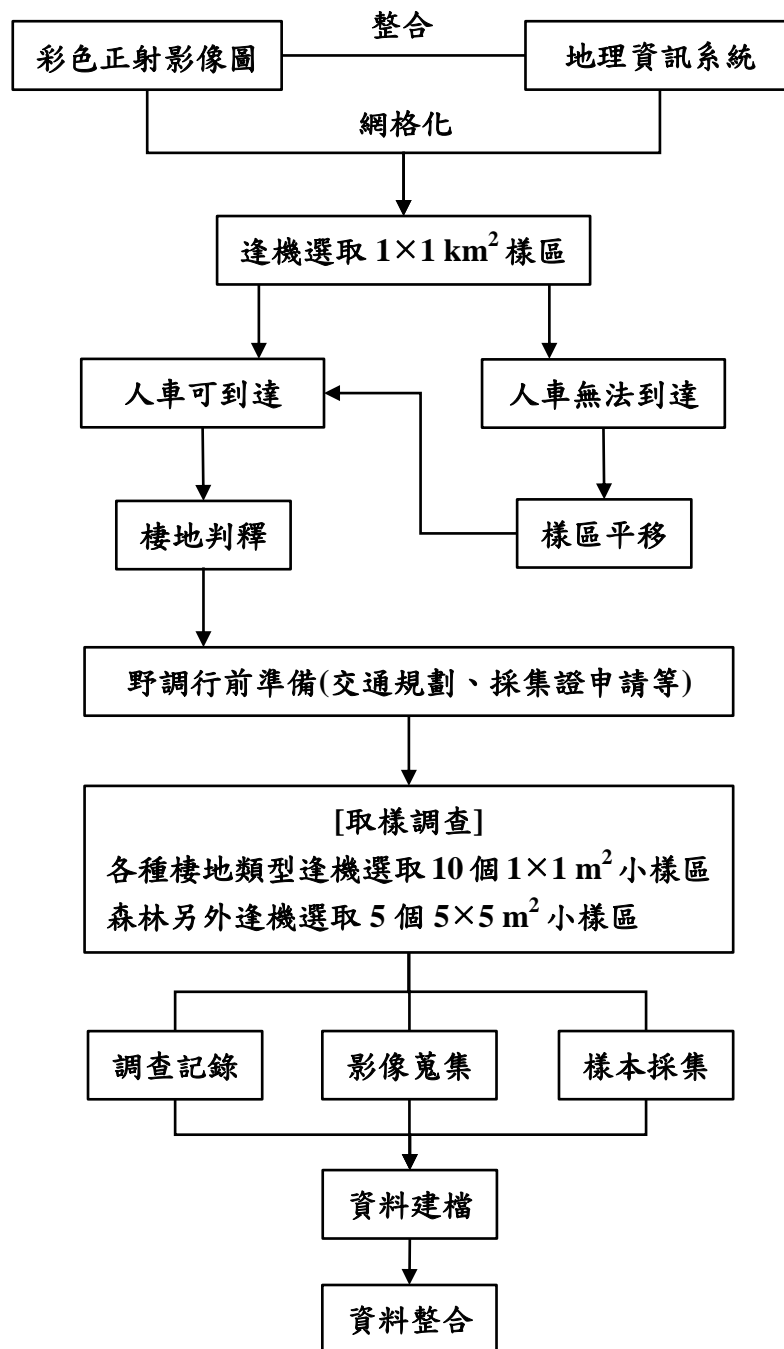 整合
彩色正射影像圖
地理資訊系統
網格化
逢機選取 1×1 km² 樣區
人車可到達
人車無法到達
棲地判釋
樣區平移
野調行前準備(交通規劃、採集證申請等)
[取樣調查]
各種棲地類型逢機選取 10 個 1×1 m² 小樣區
森林另外逢機選取 5 個 5×5 m² 小樣區
調查記錄
影像蒐集
樣本採集
資料建檔
資料整合